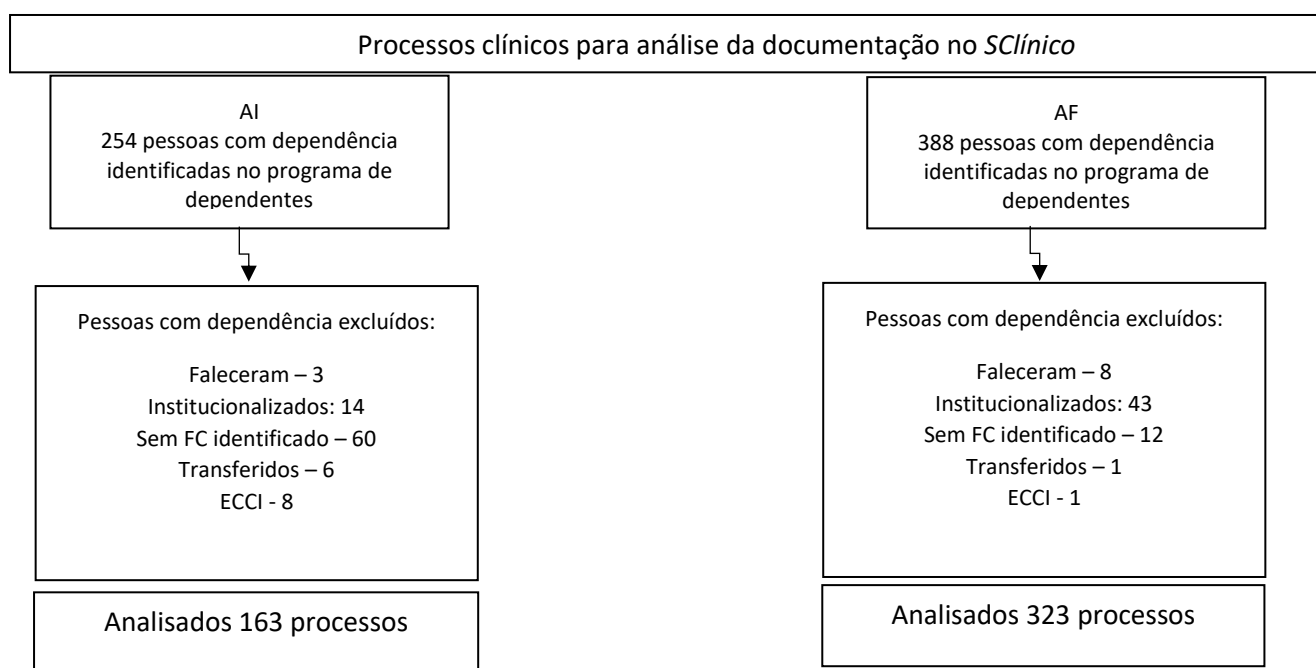 Processos clínicos para análise da documentação no SClínico
AI
254 pessoas com dependência
identificadas no programa de
dependentes
AF
388 pessoas com dependência
identificadas no programa de
dependentes
Pessoas com dependência excluídos:
Faleceram – 3
Institucionalizados: 14
Sem FC identificado – 60
Transferidos – 6
ECCI - 8
Pessoas com dependência excluídos:
Faleceram – 8
Institucionalizados: 43
Sem FC identificado – 12
Transferidos – 1
ECCI - 1
Analisados 163 processos
Analisados 323 processos